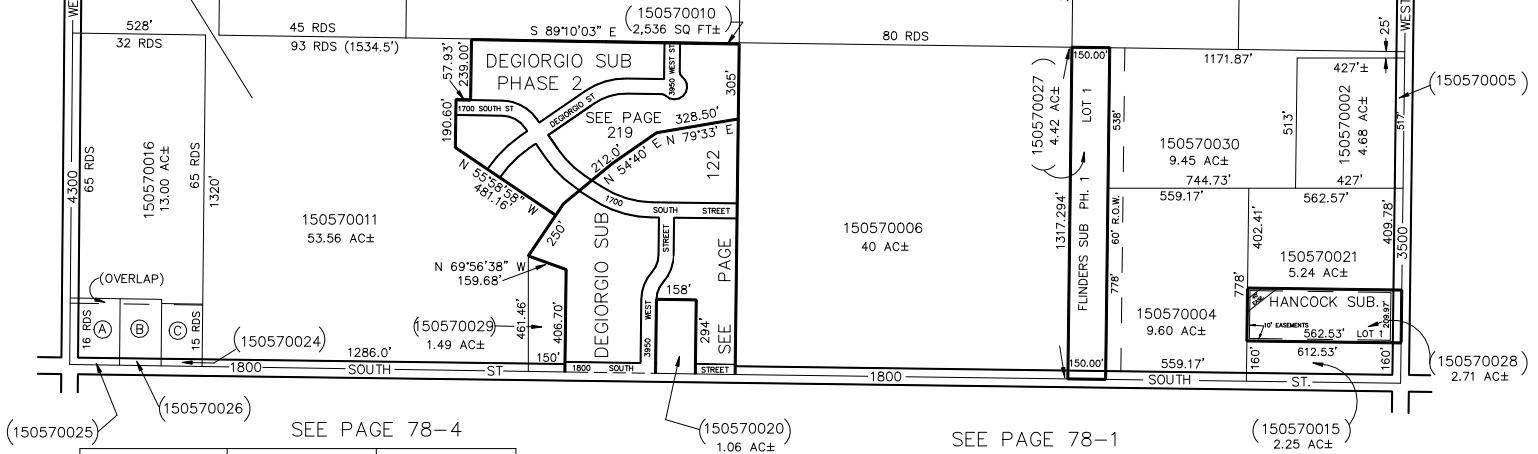 WE
528'
32 RDS
45 RDS
93 RDS (1534.5')
S 89°10'03" E
(150570010)
2,536 SQ FT±
80 RDS
25'
WEST
150.00'
1171.87'
427'±
(150570005)
57.93'
239.00'
DEGIORGIO SUB
PHASE 2
3950 WEST ST
305'
1700 SOUTH ST
DEGIORGIO ST
SEE PAGE
219
328.50'
N 79°33' E
190.60'
212.0'
N 54°40' E
122
N 55°58'58" W
481.16'
(150570027)
4.42 AC±
LOT 1
538'
513'
150570002
4.68 AC±
517'
150570030
9.45 AC±
744.73'
427'
4300
65 RDS
150570016
13.00 AC±
65 RDS
1320'
150570011
53.56 AC±
1700
SOUTH
STREET
250'
150570006
40 AC±
1317.294'
FLINDERS SUB PH. 1
60' R.O.W.
559.17'
562.57'
402.41'
409.78'
3500
N 69°56'38" W
159.68'
DEGIORGIO SUB
STREET
SEE PAGE
778'
778'
150570021
5.24 AC±
(OVERLAP)
158'
WEST
3950
294'
HANCOCK SUB.
10' EASEMENTS
209.97'
562.53'
LOT 1
16 RDS
A
B
C
15 RDS
(150570024)
(150570029)
1.49 AC±
461.46'
406.70'
150'
150570004
9.60 AC±
1286.0'
1800
SOUTH
ST
1800
SOUTH
STREET
1800
150.00'
559.17'
160'
612.53'
160'
SOUTH
ST.
(150570028)
2.71 AC±
(150570026)
(150570025)
SEE PAGE 78-4
(150570020)
1.06 AC±
SEE PAGE 78-1
(150570015)
2.25 AC±